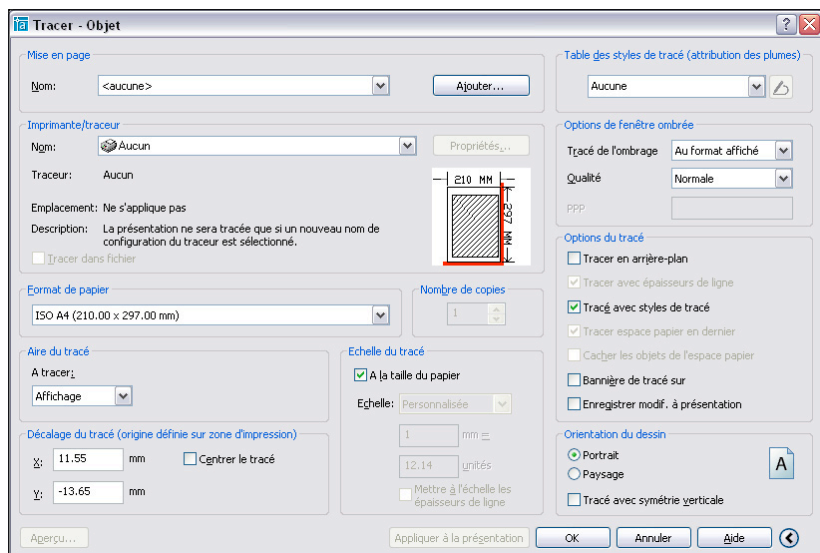 Tracer - Objet
Mise en page
Nom:
<aucune>
Ajouter...
Table des styles de tracé (attribution des plumes)
Aucune
Imprimante/traceur
Nom:
Aucun
Propriétés...
Traceur:
Aucun
Emplacement:
Ne s'applique pas
Description:
La présentation ne sera tracée que si un nouveau nom de
configuration du traceur est sélectionné.
Tracer dans fichier
210 MM
297 MM
Options de fenêtre ombrée
Tracé de l'ombrage
Au format affiché
Qualité
Normale
PPP
Format de papier
ISO A4 (210.00 x 297.00 mm)
Nombre de copies
1
Options du tracé
Tracer en arrière-plan
Tracer avec épaisseurs de ligne
Tracé avec styles de tracé
Tracer espace papier en dernier
Cacher les objets de l'espace papier
Bannière de tracé sur
Enregistrer modif. à présentation
Aire du tracé
A tracer:
Affichage
Echelle du tracé
A la taille du papier
Echelle:
Personnalisée
1
mm =
12.14
unités
Mettre à l'échelle les
épaisseurs de ligne
Décalage du tracé (origine définie sur zone d'impression)
X:
11.55
mm
Centrer le tracé
Y:
-13.65
mm
Orientation du dessin
Portrait
Paysage
A
Tracé avec symétrie verticale
Aperçu...
Appliquer à la présentation
OK
Annuler
Aide